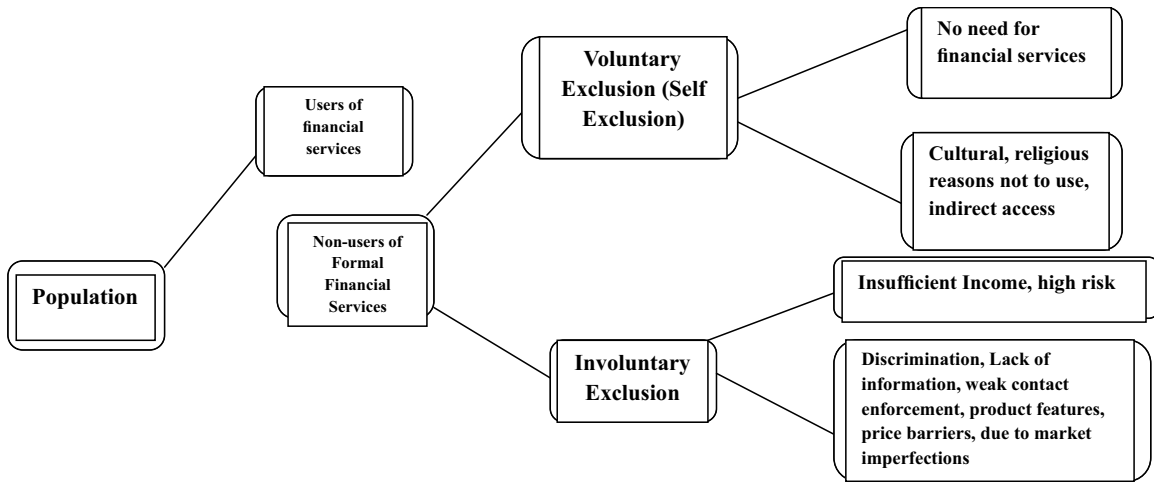 Population
Users of
financial
services
Non-users of
Formal
Financial
Services
Voluntary
Exclusion (Self
Exclusion)
Involuntary
Exclusion
No need for
financial services
Cultural, religious
reasons not to use,
indirect access
Insufficient Income, high risk
Discrimination, Lack of
information, weak contact
enforcement, product features,
price barriers, due to market
imperfections